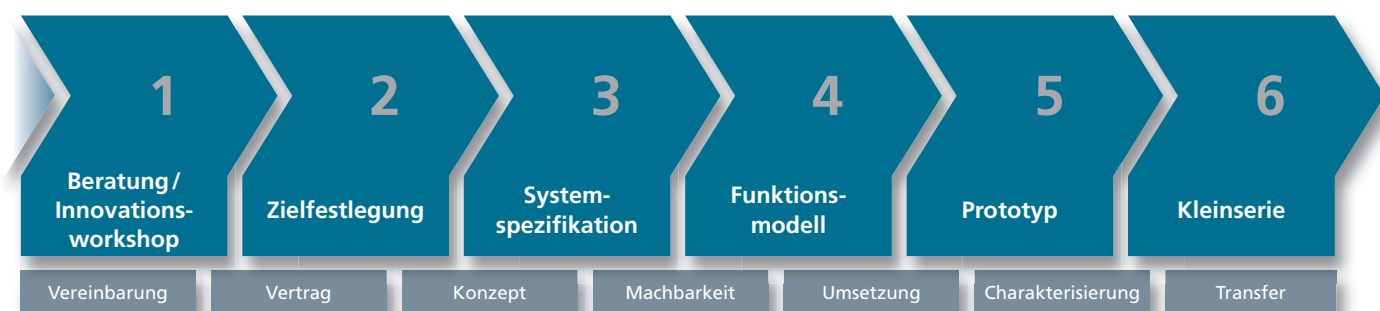 1
2
3
4
5
6
Beratung /
Innovations-
workshop
Zielfestlegung
System-
spezifikation
Funktions-
modell
Prototyp
Kleinserie
Vereinbarung
Vertrag
Konzept
Machbarkeit
Umsetzung
Charakterisierung
Transfer